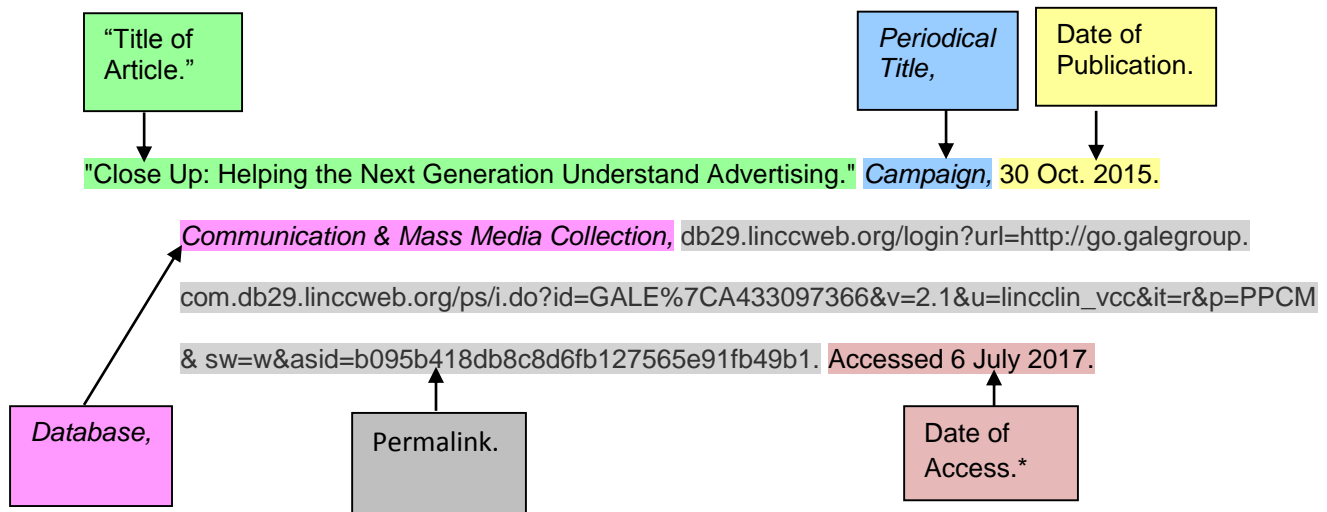 “Title of
Article.”
Periodical
Title,
Date of
Publication.
"Close Up: Helping the Next Generation Understand Advertising." Campaign, 30 Oct. 2015.
Communication & Mass Media Collection, db29.linccweb.org/login?url=http://go.galegroup.
com.db29.linccweb.org/ps/i.do?id=GALE%7CA433097366&v=2.1&u=lincclin_vcc&it=r&p=PPCM
& sw=w&asid=b095b418db8c8d6fb127565e91fb49b1. Accessed 6 July 2017.
Database,
Permalink.
Date of
Access.*